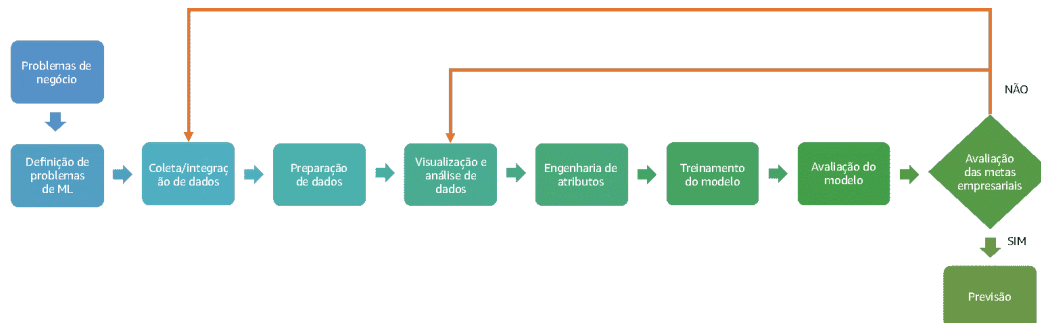 Problemas de
negócio
Definição de
problemas
de ML
Coleta/integraç
ão de dados
Preparação
de dados
Visualização e
análise de
dados
Engenharia de
atributos
Treinamento
do modelo
Avaliação do
modelo
Avaliação
das metas
empresariais
NÃO
SIM
Previsão